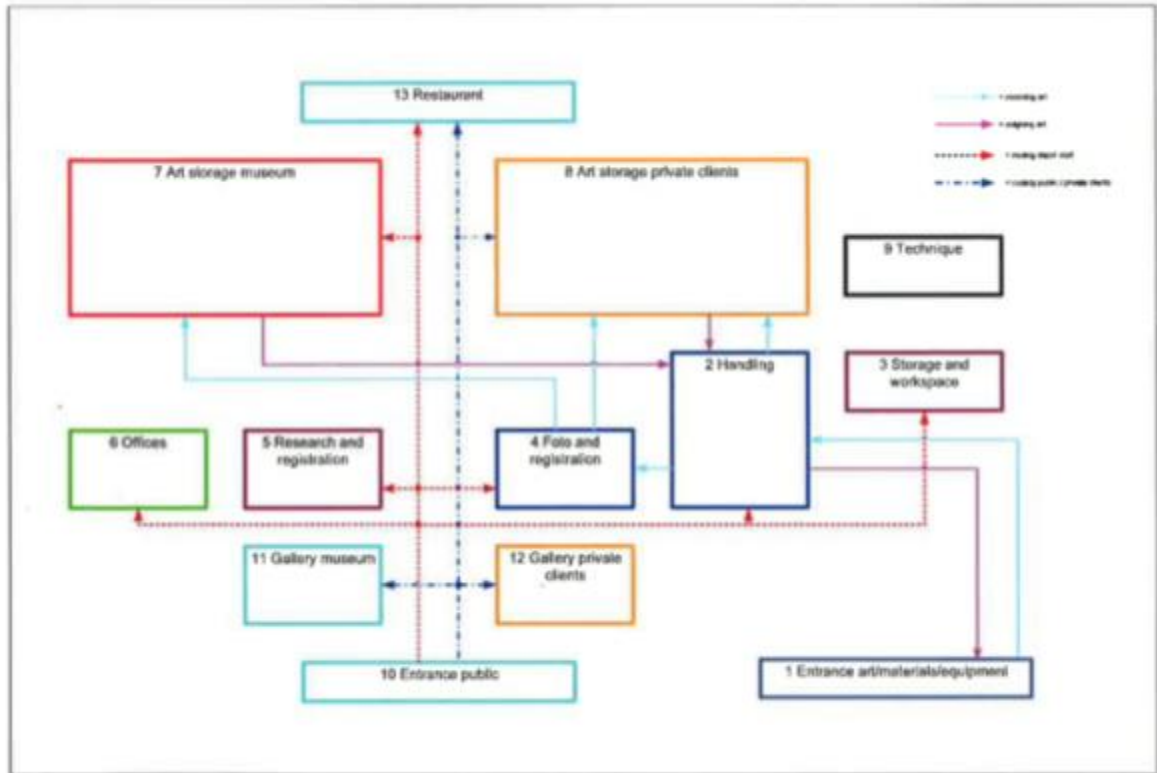 13 Restaurant
7 Art storage museum
8 Art storage private clients
9 Technique
2 Handling
3 Storage and
workspace
6 Offices
5 Research and
registration
4 Foto and
registration
11 Gallery museum
12 Gallery private
clients
10 Entrance public
1 Entrance art/materials/equipment